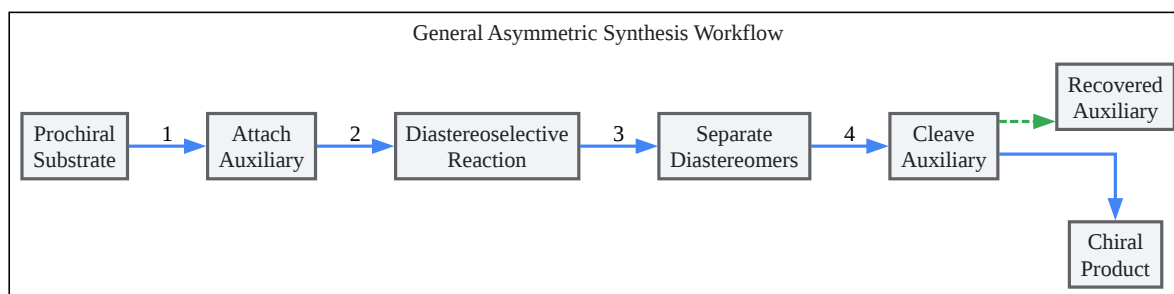 General Asymmetric Synthesis Workflow
Prochiral
Substrate
1
Attach
Auxiliary
2
Diastereoselective
Reaction
3
Separate
Diastereomers
4
Cleave
Auxiliary
Recovered
Auxiliary
Chiral
Product